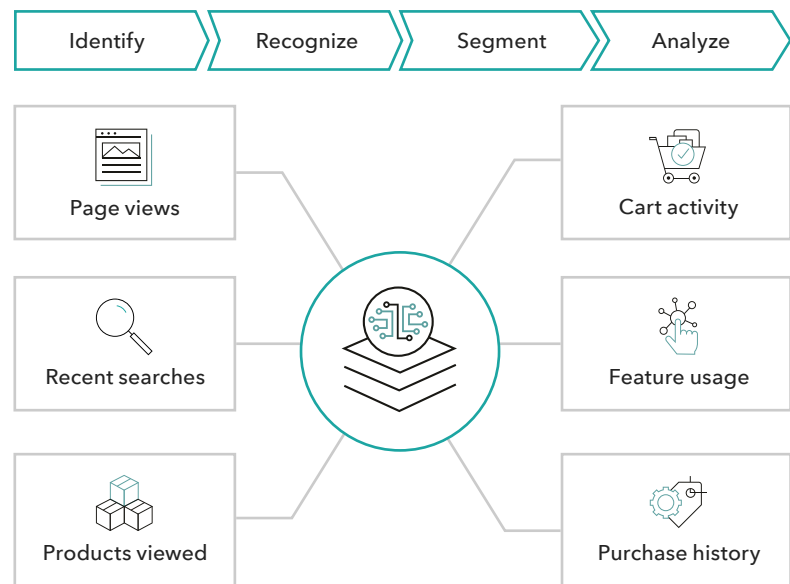 Identify
Recognize
Segment
Analyze
Page views
Cart activity
Recent searches
Feature usage
Products viewed
Purchase history